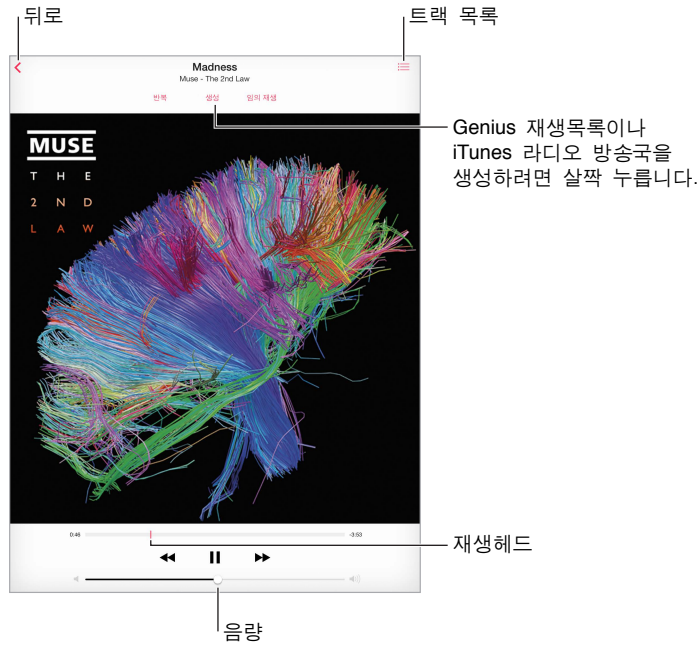 뒤로
트랙 목록
Madness
Muse - The 2nd Law
반복 생성 임의 재생
Genius 재생목록이나
iTunes 라디오 방송국을
생성하려면 살짝 누릅니다.
MUSE
THE
2ND
LAW
0:46
-3:53
재생헤드
음량